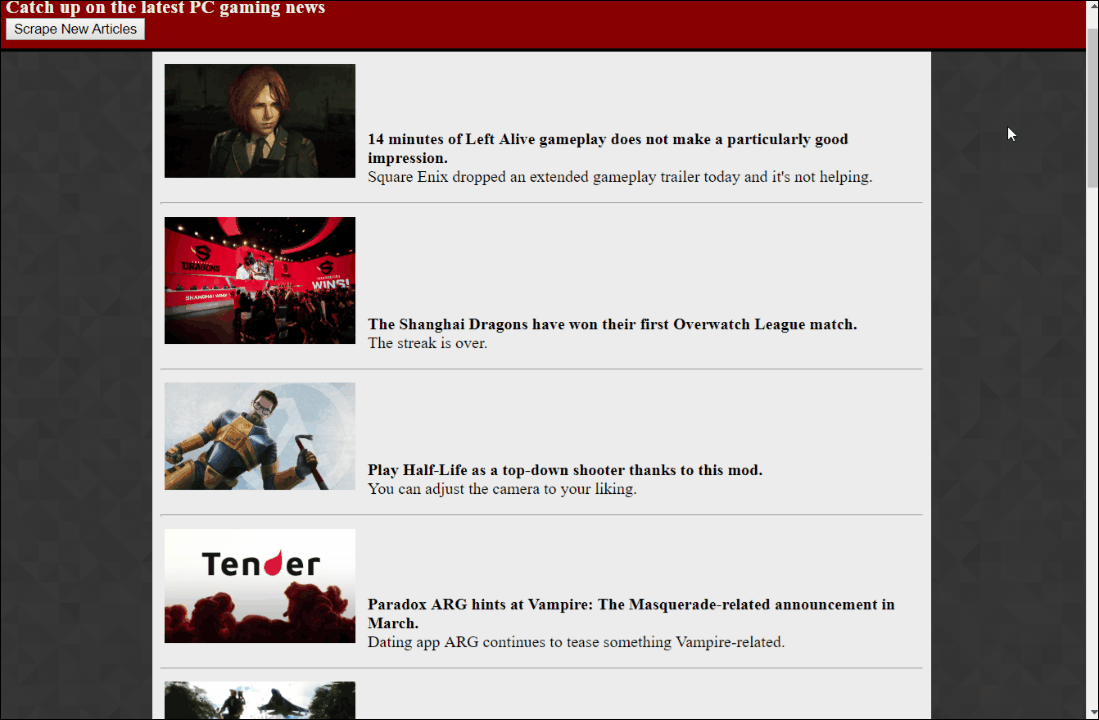 Catch up on the latest PC gaming news
Scrape New Articles
14 minutes of Left Alive gameplay does not make a particularly good
impression.
Square Enix dropped an extended gameplay trailer today and it's not helping.
DRAGONS
WINS!
SHANGHAI WINS
The Shanghai Dragons have won their first Overwatch League match.
The streak is over.
Play Half-Life as a top-down shooter thanks to this mod.
You can adjust the camera to your liking.
Tender
Paradox ARG hints at Vampire: The Masquerade-related announcement in
March.
Dating app ARG continues to tease something Vampire-related.